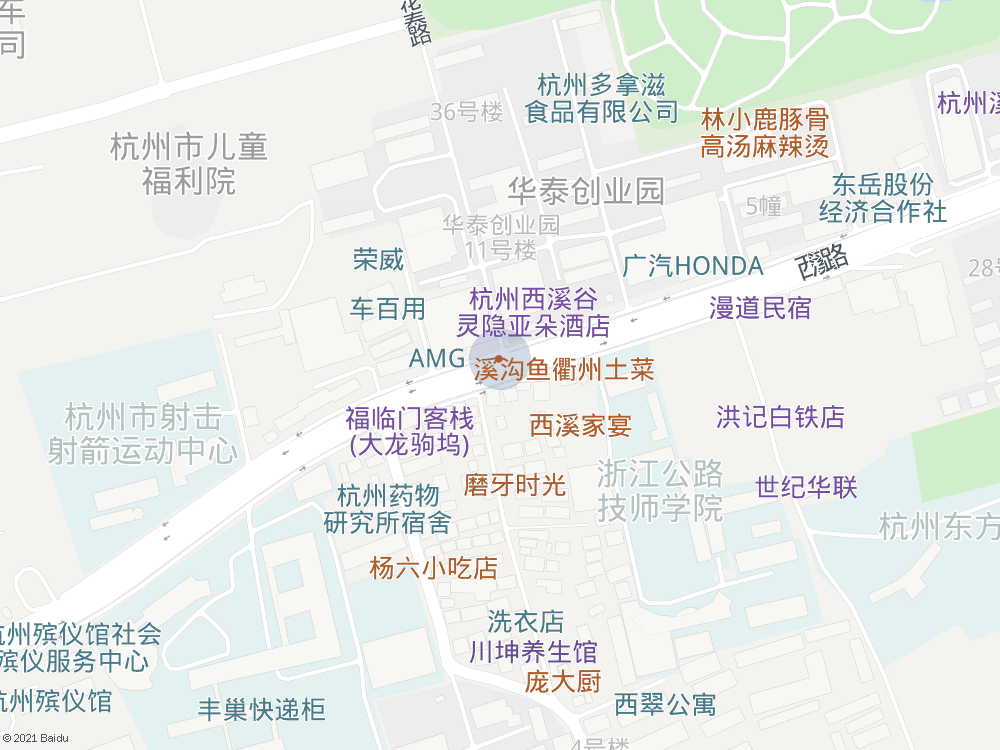 车
司
华泰路
36号楼
杭州多拿滋
食品有限公司
林小鹿豚骨
高汤麻辣烫
杭州溪
杭州市儿童
福利院
华泰创业园
华泰创业园
11号楼
5幢
东岳股份
经济合作社
荣威
广汽HONDA
西溪路
28号
车百用
杭州西溪谷
灵隐亚朵酒店
漫道民宿
AMG
溪沟鱼衢州土菜
杭州市射击
射箭运动中心
福临门客栈
(大龙驹坞)
西溪家宴
洪记白铁店
磨牙时光
浙江公路
技师学院
世纪华联
杭州药物
研究所宿舍
杭州东方
杨六小吃店
洗衣店
杭州殡仪馆社会
殡仪服务中心
川坤养生馆
庞大厨
杭州殡仪馆
丰巢快递柜
西翠公寓
4号楼
© 2021 Baidu